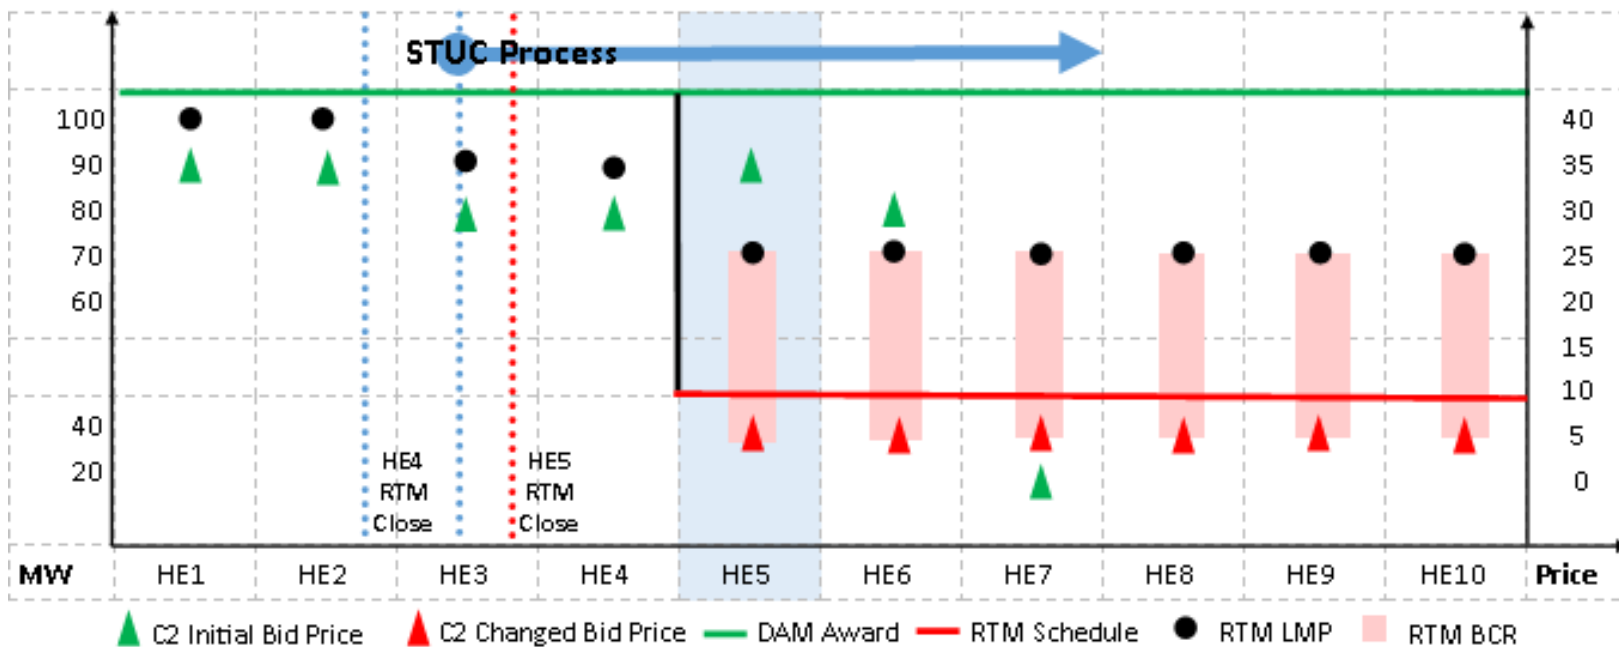 STUC Process
100
90
80
70
60
40
20
40
35
30
25
20
15
10
5
0
HE4
RTM
Close
HE5
RTM
Close
MW HE1 HE2 HE3 HE4 HE5 HE6 HE7 HE8 HE9 HE10 Price
C2 Initial Bid Price C2 Changed Bid Price DAM Award RTM Schedule RTM LMP RTM BCR